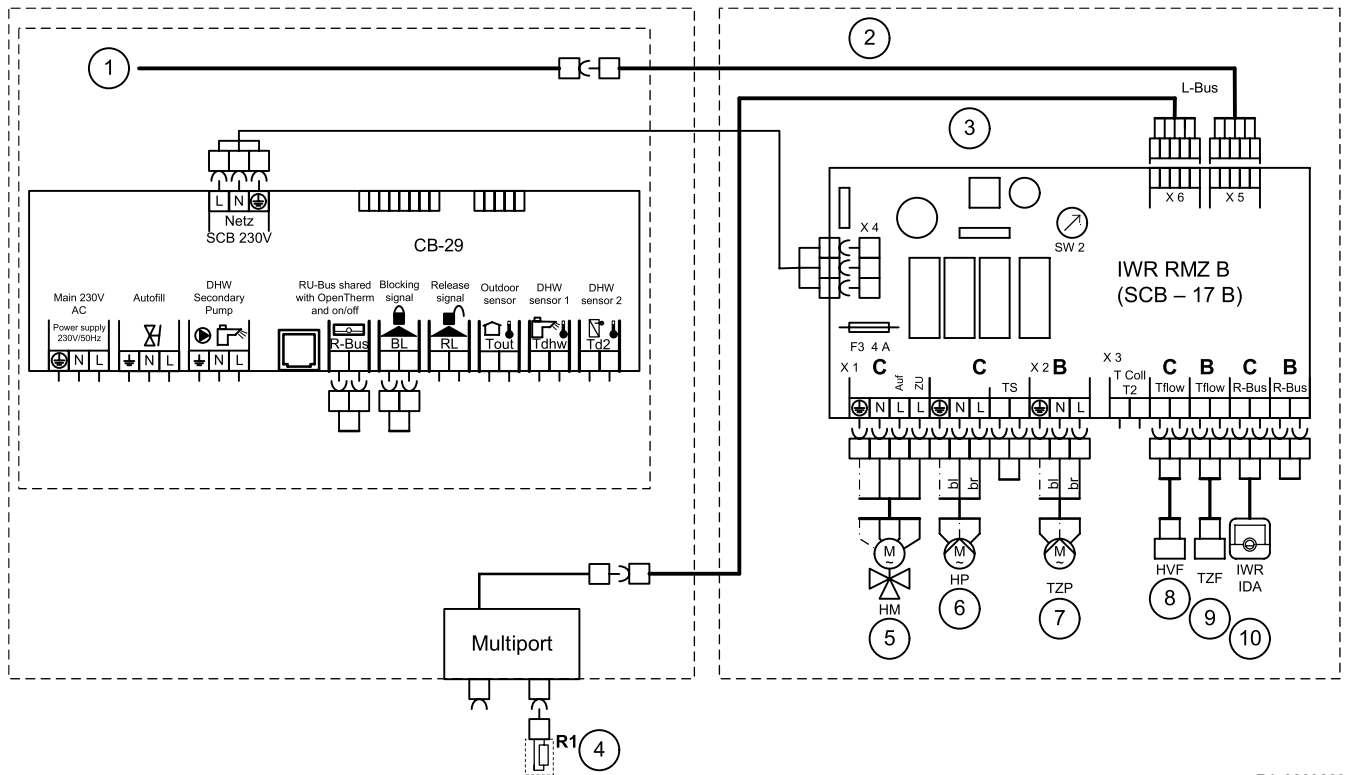 1
2
L-Bus
3
X 6
X 5
L N
Netz
SCB 230V
CB-29
X 4
SW 2
IWR RMZ B
(SCB – 17 B)
Main 230V
AC
Power supply
230V/50Hz
N L
Autofill
N L
DHW
Secondary
Pump
N L
RU-Bus shared
with OpenTherm
and on/off
R-Bus
Blocking
signal
BL
Release
signal
RL
Outdoor
sensor
Tout
DHW
sensor 1
Tdhw
DHW
sensor 2
Td2
F3 4 A
X 1
C
Auf
ZU
N L L
C
N L
TS
X 2
B
N L
X 3
T Coll
T2
C
Tflow
B
Tflow
C
R-Bus
B
R-Bus
bl
br
bl
br
M
~
HM
5
M
~
HP
6
M
~
TZP
7
HVF
8
TZF
9
IWR
IDA
10
Multiport
R1
4